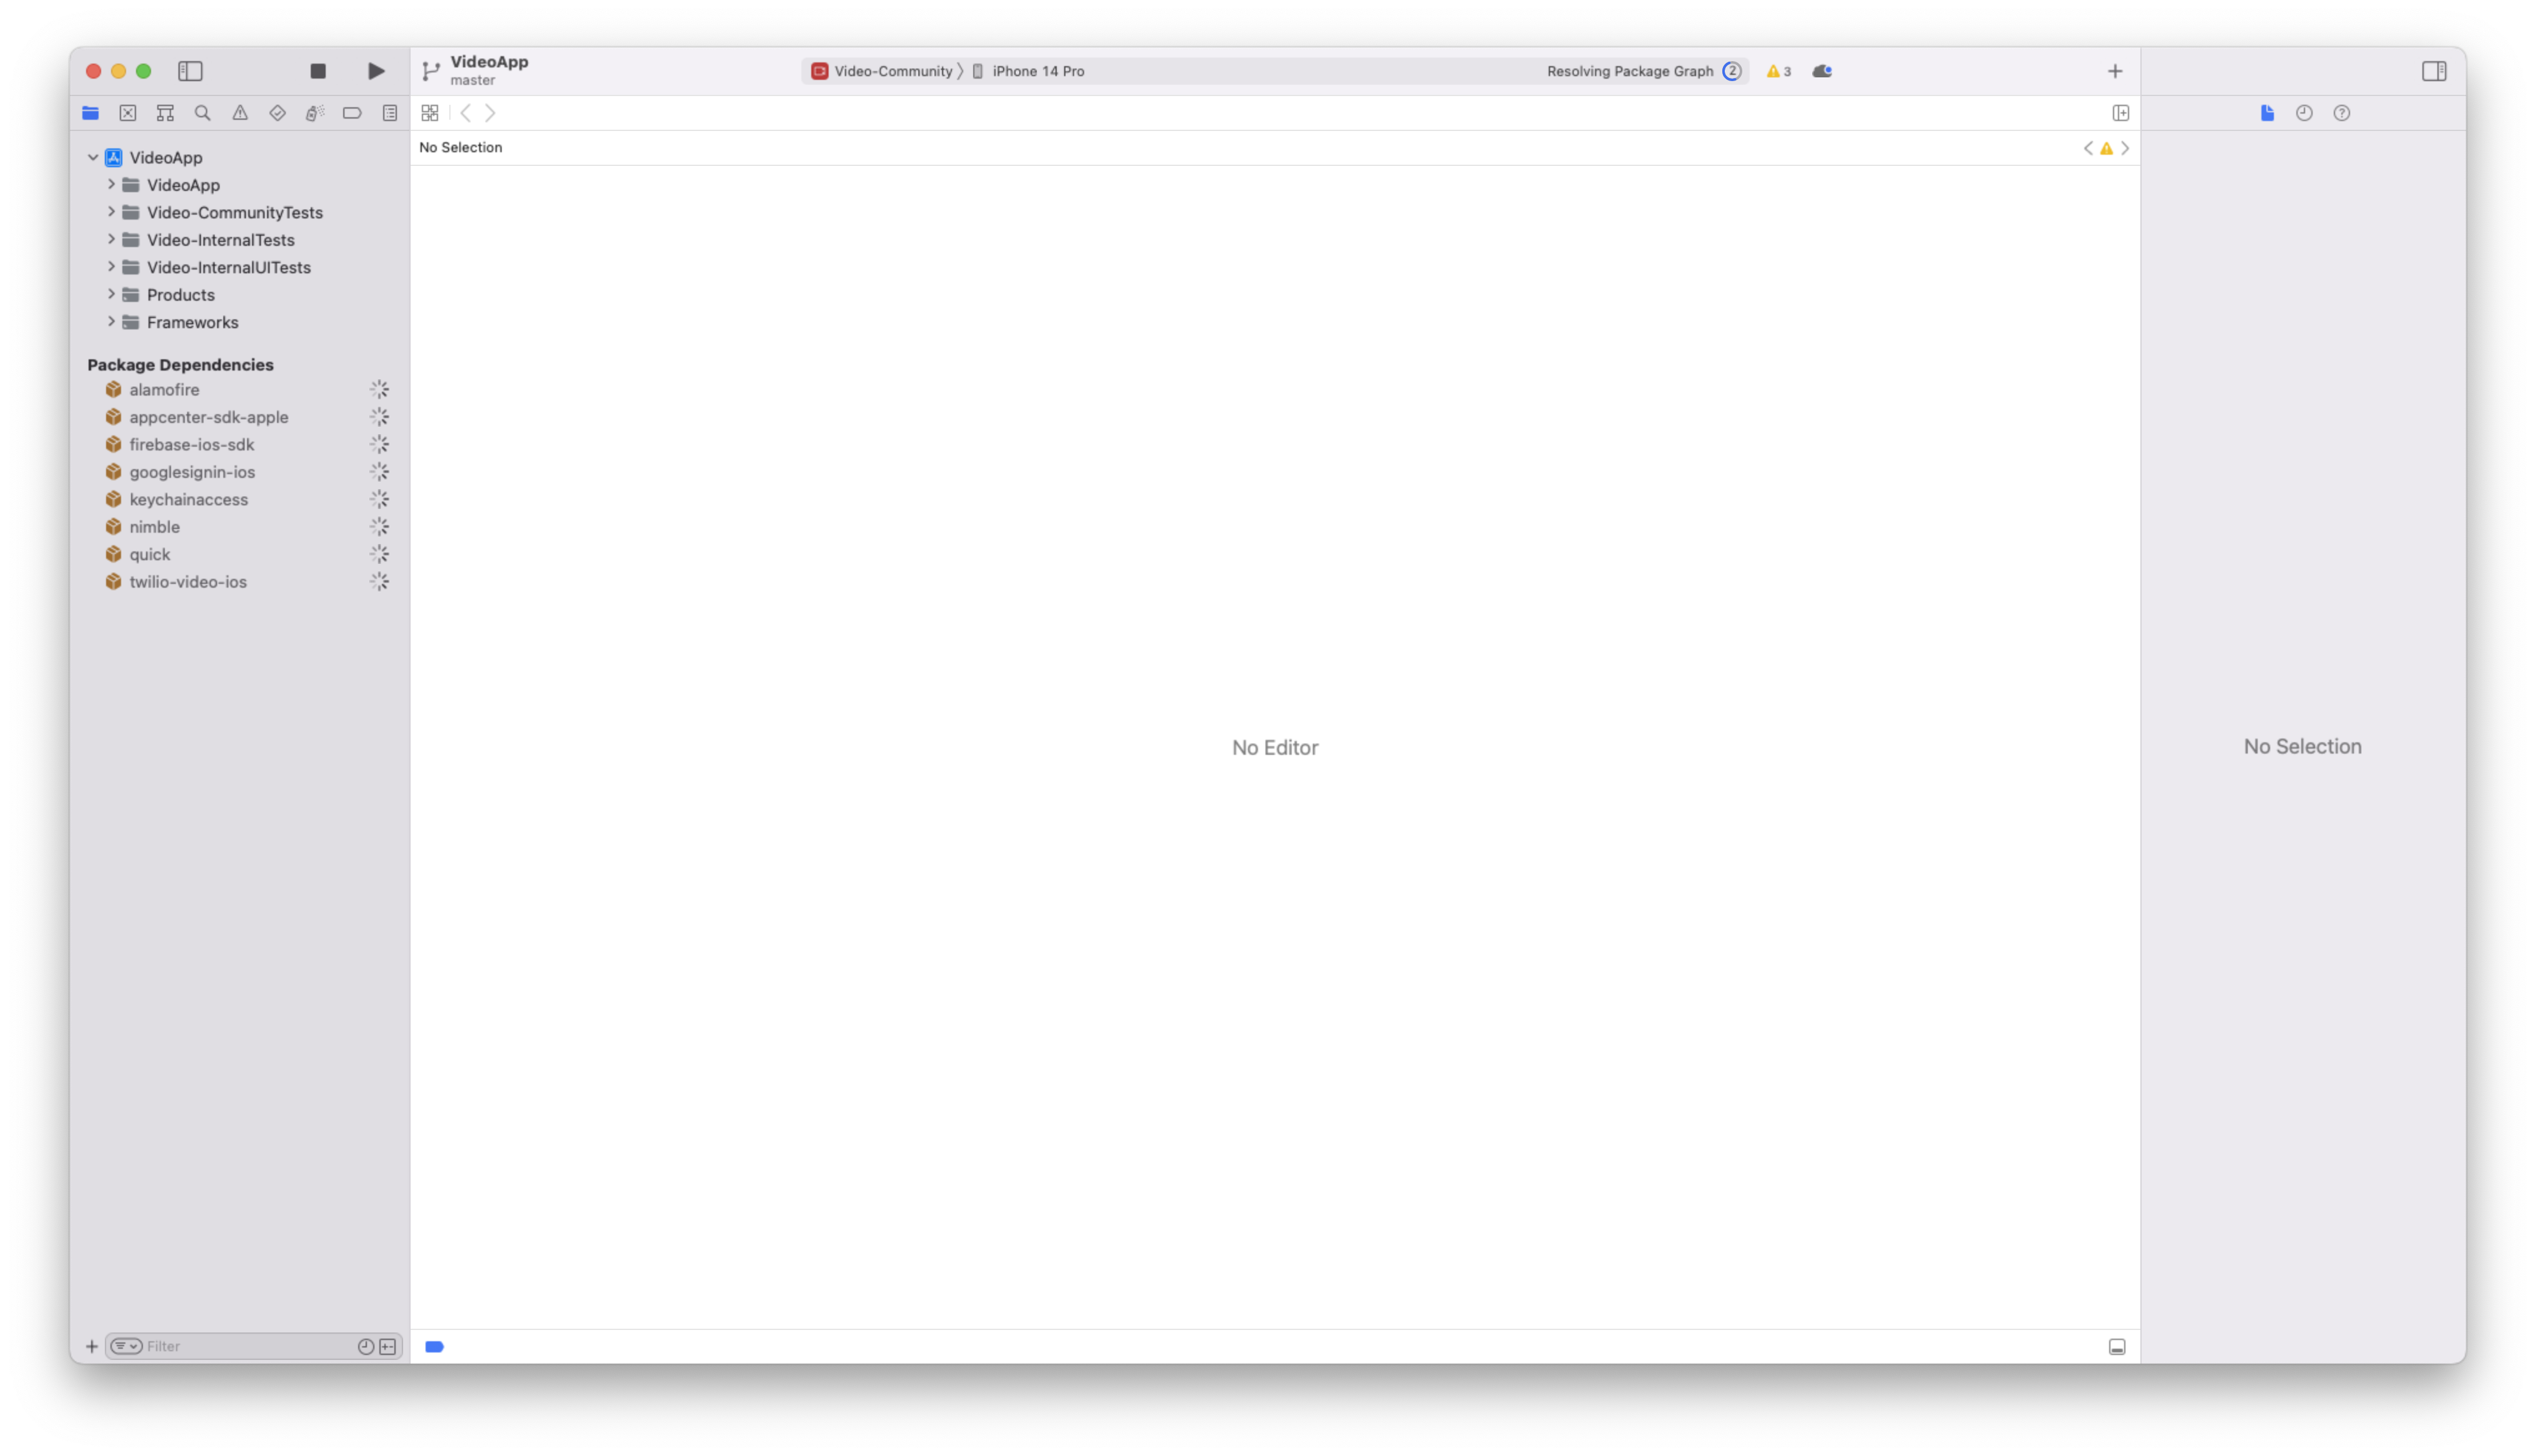 VideoApp
master
Video-Community
iPhone 14 Pro
Resolving Package Graph
2
3
VideoApp
VideoApp
Video-CommunityTests
Video-InternalTests
Video-InternalUITests
Products
Frameworks
Package Dependencies
alamofire
appcenter-sdk-apple
firebase-ios-sdk
googlesignin-ios
keychainaccess
nimble
quick
twilio-video-ios
Filter
No Selection
No Editor
No Selection